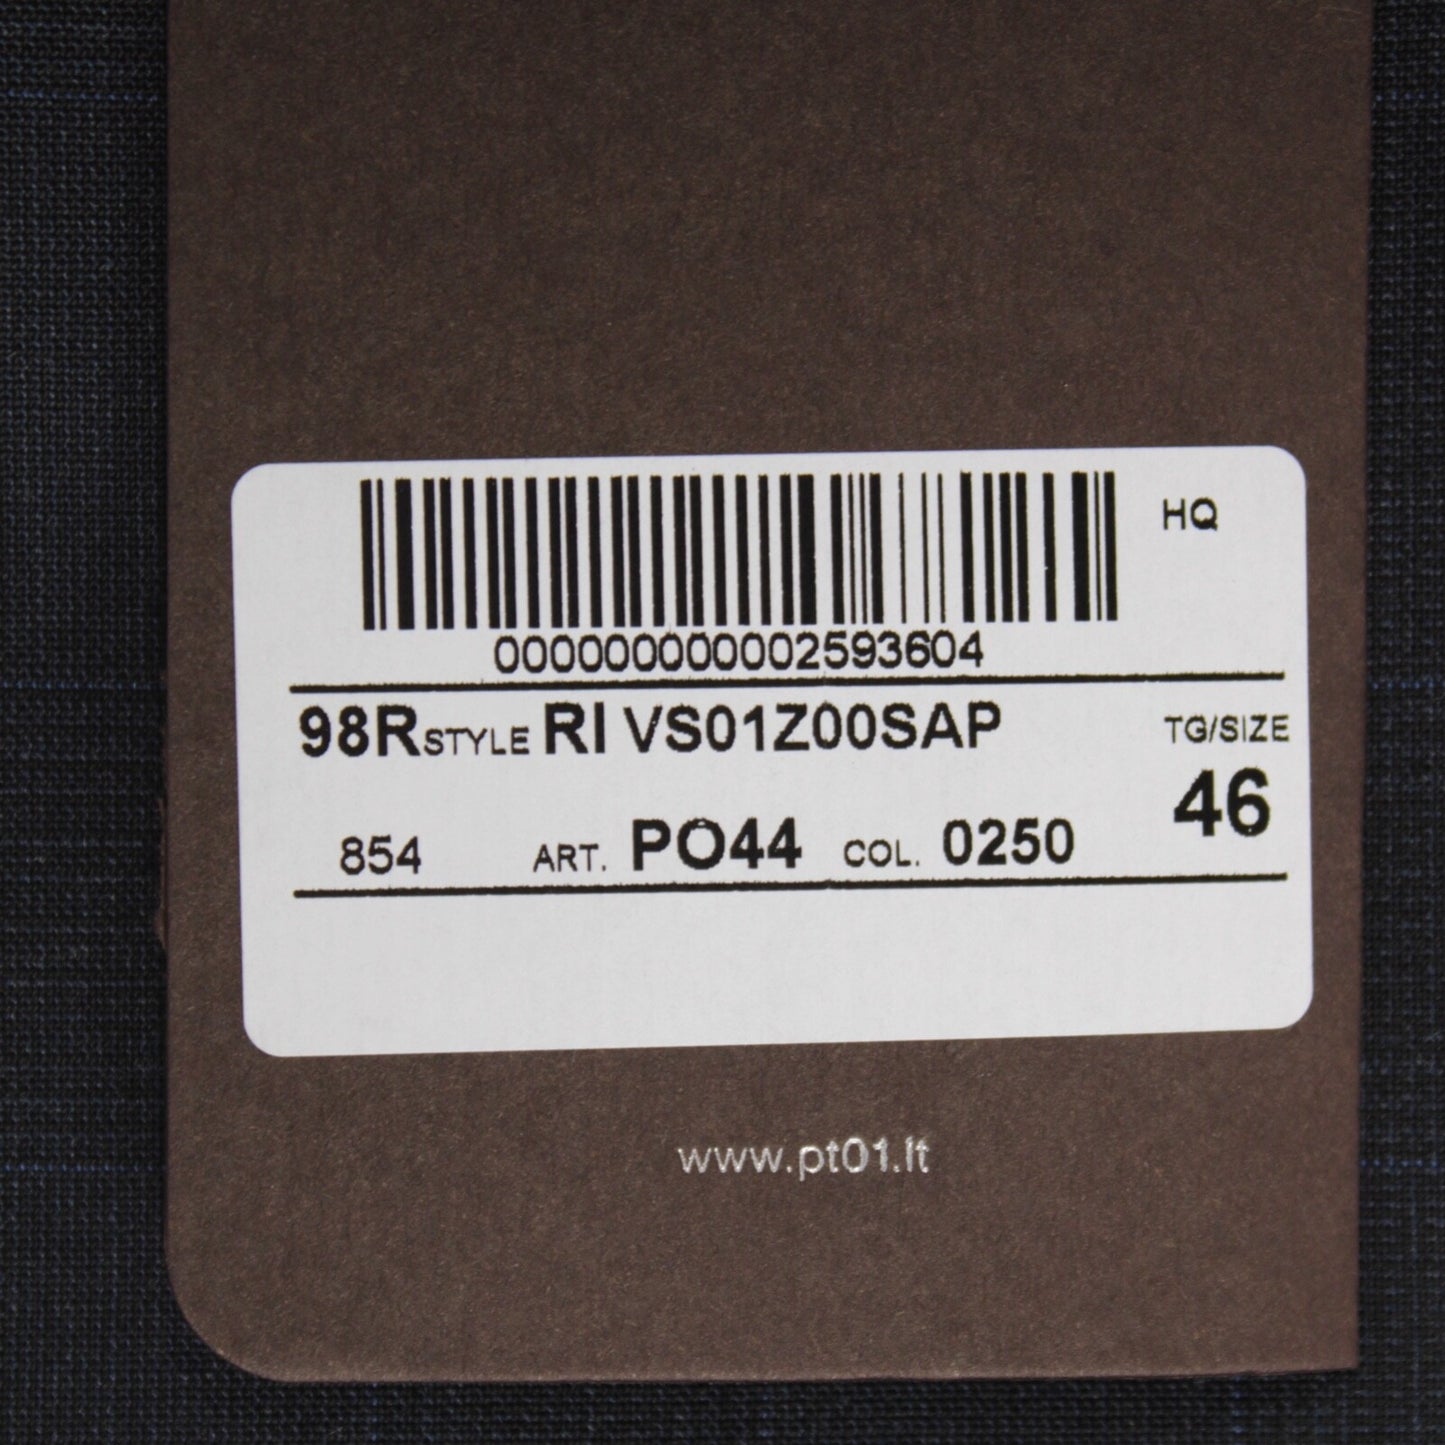 HQ
0000000000002593604
98R STYLE RI VS01Z00SAP TG/SIZE
46
854 ART. PO44 COL. 0250
www.pt01.it